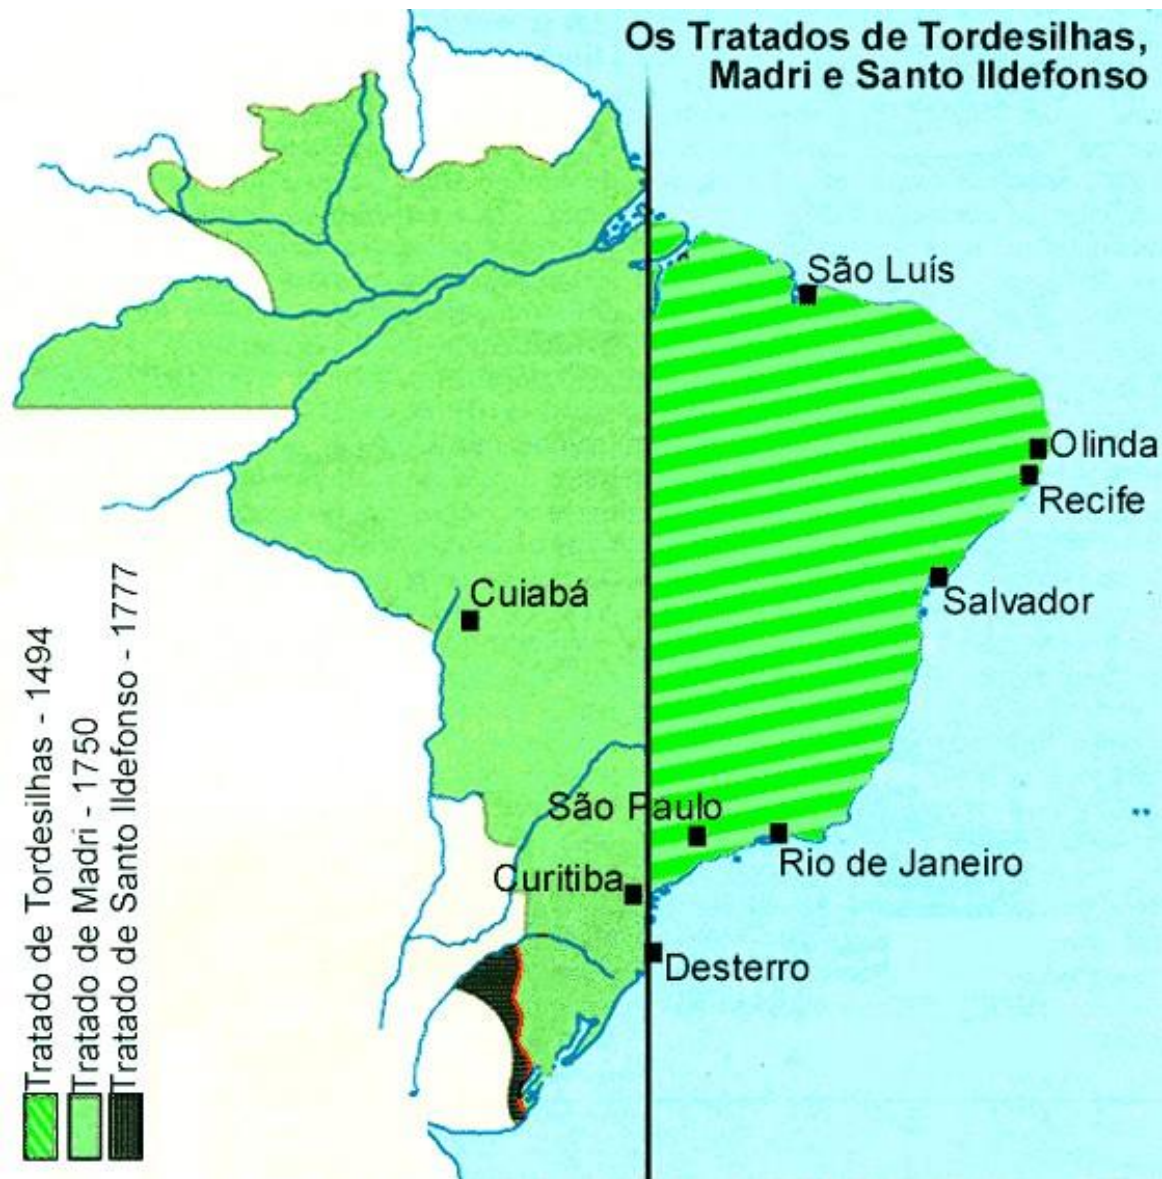 Os Tratados de Tordesilhas,
Madri e Santo Ildefonso
São Luís
Olinda
Recife
Salvador
Cuiabá
São Paulo
Rio de Janeiro
Curitiba
Desterro
Tratado de Tordesilhas - 1494
Tratado de Madri - 1750
Tratado de Santo Ildefonso - 1777